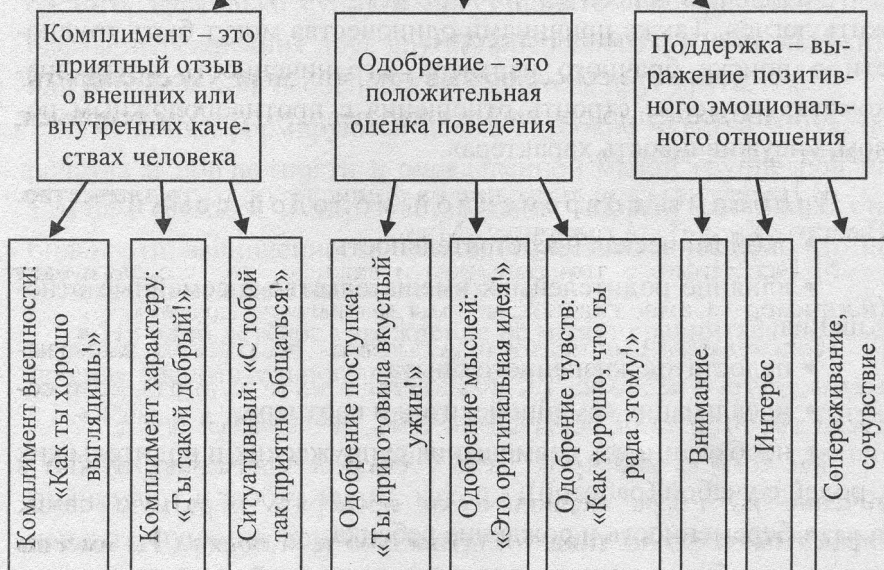 Комплимент – это
приятный отзыв
о внешних или
внутренних каче-
ствах человека
Одобрение – это
положительная
оценка поведения
Поддержка – вы-
ражение позитив-
ного эмоциональ-
ного отношения
Комплимент внешности:
«Как ты хорошо
выглядишь!»
Комплимент характеру:
«Ты такой добрый!»
Ситуативный: «С тобой
так приятно общаться!»
Одобрение поступка:
«Ты приготовила вкусный
ужин!»
Одобрение мыслей:
«Это оригинальная идея!»
Одобрение чувств:
«Как хорошо, что ты
рада этому!»
Внимание
Интерес
Сопереживание,
сочувствие